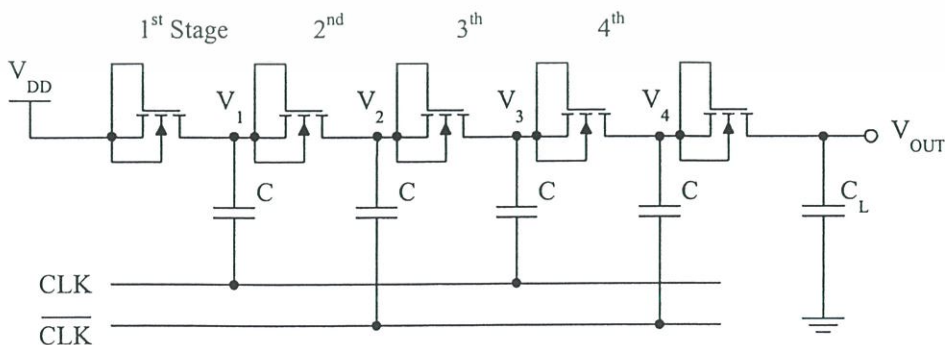 1st Stage 2nd 3th 4th
VDD V1 V2 V3 V4 VOUT
C C C C CL
CLK
CLK